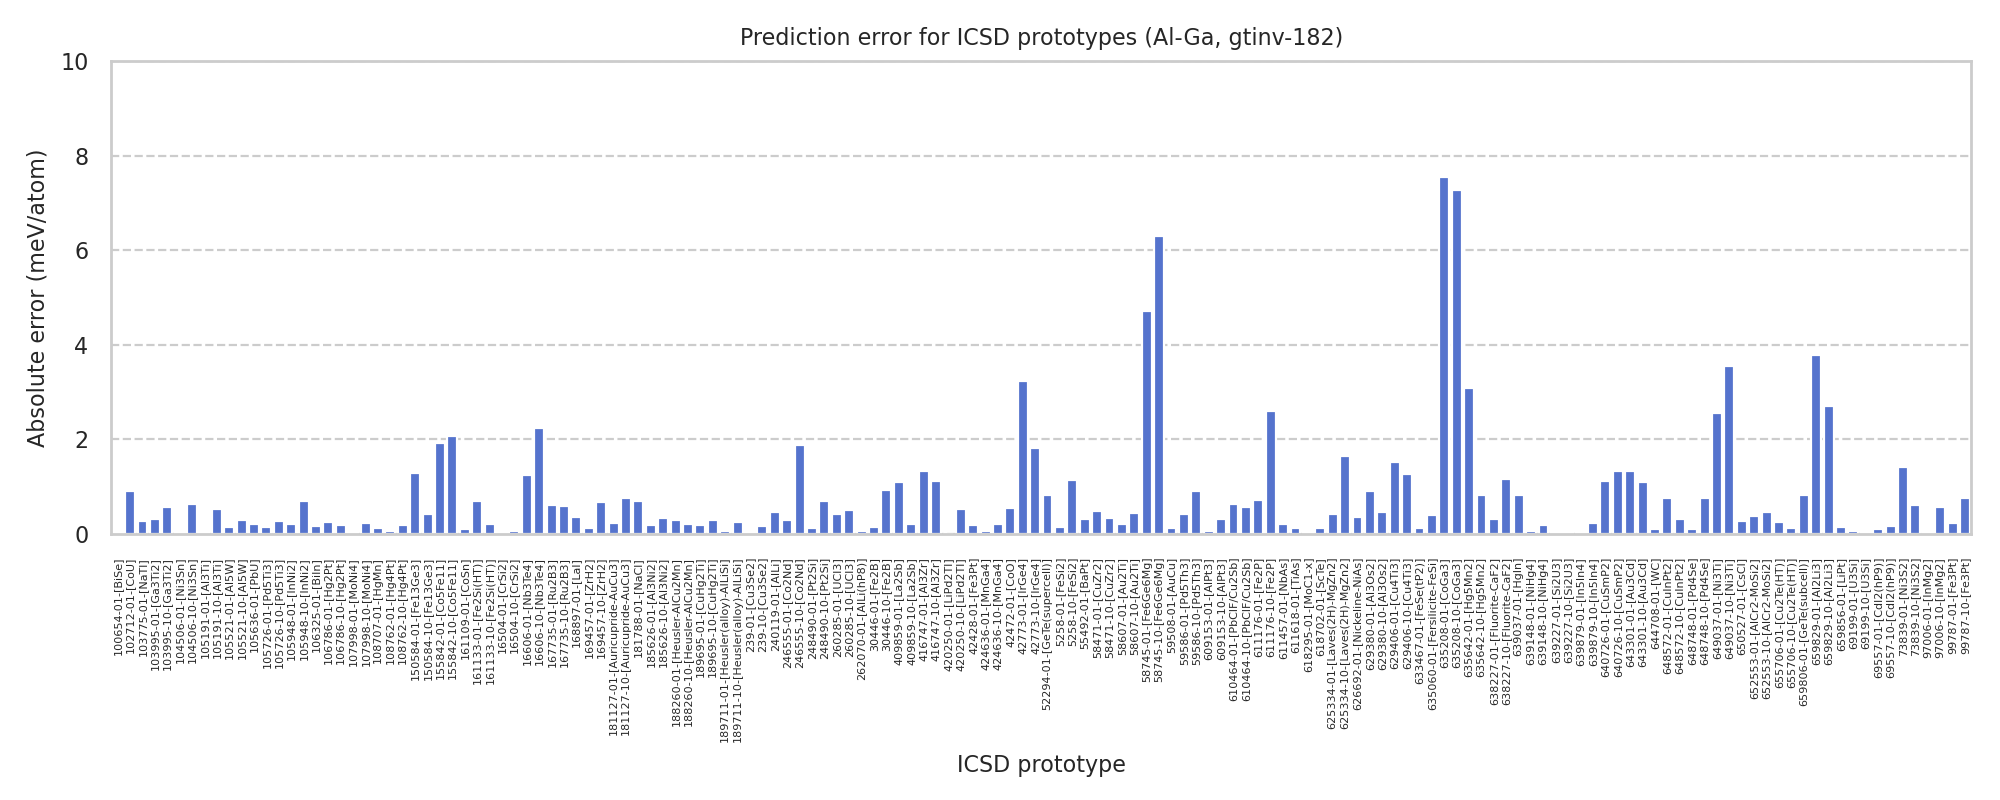 Prediction error for ICSD prototypes (Al-Ga, gtinv-182)
Absolute error (meV/atom)
10
8
6
4
2
0
100654-01-[BiSe]
102712-01-[CoU]
103775-01-[NaTl]
103995-01-[Ga3Ti2]
103995-10-[Ga3Ti2]
104506-01-[Ni3Sn]
104506-10-[Ni3Sn]
105191-01-[Al3Ti]
105191-10-[Al3Ti]
105521-01-[Al5W]
105521-10-[Al5W]
105636-01-[PbU]
105726-01-[Pd5Ti3]
105726-10-[Pd5Ti3]
105948-01-[InNi2]
105948-10-[InNi2]
106325-01-[BiIn]
106786-01-[Hg2Pt]
106786-10-[Hg2Pt]
107998-01-[MoNi4]
107998-10-[MoNi4]
108707-01-[HgMn]
108762-01-[Hg4Pt]
108762-10-[Hg4Pt]
150584-01-[Fe13Ge3]
150584-10-[Fe13Ge3]
155842-01-[Co5Fe11]
155842-10-[Co5Fe11]
161109-01-[CoSn]
161133-01-[Fe2Si(HT)]
161133-10-[Fe2Si(HT)]
16504-01-[CrSi2]
16504-10-[CrSi2]
16606-01-[Nb3Te4]
16606-10-[Nb3Te4]
167735-01-[Ru2B3]
167735-10-[Ru2B3]
168897-01-[LaI]
169457-01-[ZrH2]
169457-10-[ZrH2]
181127-01-[Auricupride-AuCu3]
181127-10-[Auricupride-AuCu3]
181788-01-[NaCl]
185626-01-[Al3Ni2]
185626-10-[Al3Ni2]
188260-01-[Heusler-AlCu2Mn]
188260-10-[Heusler-AlCu2Mn]
189695-01-[CuHg2Ti]
189695-10-[CuHg2Ti]
189711-01-[Heusler(alloy)-AlLiSi]
189711-10-[Heusler(alloy)-AlLiSi]
239-01-[Cu3Se2]
239-10-[Cu3Se2]
240119-01-[AlLi]
246555-01-[Co2Nd]
246555-10-[Co2Nd]
248490-01-[Pt2Si]
248490-10-[Pt2Si]
260285-01-[UCl3]
260285-10-[UCl3]
262070-01-[AlLi(hP8)]
30446-01-[Fe2B]
30446-10-[Fe2B]
409859-01-[La2Sb]
409859-10-[La2Sb]
416747-01-[Al3Zr]
416747-10-[Al3Zr]
420250-01-[LiPd2Tl]
420250-10-[LiPd2Tl]
42428-01-[Fe3Pt]
424636-01-[MnGa4]
424636-10-[MnGa4]
42472-01-[CoO]
42773-01-[IrGe4]
42773-10-[IrGe4]
52294-01-[GeTe(supercell)]
5258-01-[FeSi2]
5258-10-[FeSi2]
55492-01-[BaPt]
58471-01-[CuZr2]
58471-10-[CuZr2]
58607-01-[Au2Ti]
58607-10-[Au2Ti]
58745-01-[Fe6Ge6Mg]
58745-10-[Fe6Ge6Mg]
59508-01-[AuCu]
59586-01-[Pd5Th3]
59586-10-[Pd5Th3]
609153-01-[AlPt3]
609153-10-[AlPt3]
610464-01-[PbClF/Cu2Sb]
610464-10-[PbClF/Cu2Sb]
611176-01-[Fe2P]
611176-10-[Fe2P]
611457-01-[NbAs]
611618-01-[TiAs]
618295-01-[MoC1-x]
618702-01-[ScTe]
625334-01-[Laves(2H)-MgZn2]
625334-10-[Laves(2H)-MgZn2]
626692-01-[Nickeline-NiAs]
629380-01-[Al3Os2]
629380-10-[Al3Os2]
629406-01-[Cu4Ti3]
629406-10-[Cu4Ti3]
633467-01-[FeSe(tP2)]
635060-01-[Fersilicite-FeSi]
635208-01-[CoGa3]
635208-10-[CoGa3]
635642-01-[Hg5Mn2]
635642-10-[Hg5Mn2]
638227-01-[Fluorite-CaF2]
638227-10-[Fluorite-CaF2]
639037-01-[HgIn]
639148-01-[NiHg4]
639148-10-[NiHg4]
639227-01-[Si2U3]
639227-10-[Si2U3]
639879-01-[In5In4]
639879-10-[In5In4]
640726-01-[CuSmP2]
640726-10-[CuSmP2]
643301-01-[Au3Cd]
643301-10-[Au3Cd]
644708-01-[WC]
648572-01-[CuInPt2]
648572-10-[CuInPt2]
648748-01-[Pd4Se]
648748-10-[Pd4Se]
649037-01-[Ni3Ti]
649037-10-[Ni3Ti]
650527-01-[CsCl]
652553-01-[AlCr2-MoSi2]
652553-10-[AlCr2-MoSi2]
655706-01-[Cu2Te(HT)]
655706-10-[Cu2Te(HT)]
659806-01-[GeTe(subcell)]
659829-01-[Al2Li3]
659829-10-[Al2Li3]
659856-01-[LiPt]
69199-01-[U3Si]
69199-10-[U3Si]
69557-01-[CdI2(hP9)]
69557-10-[CdI2(hP9)]
73839-01-[Ni3S2]
73839-10-[Ni3S2]
97006-01-[InMg2]
97006-10-[InMg2]
99787-01-[Fe3Pt]
99787-10-[Fe3Pt]
ICSD prototype